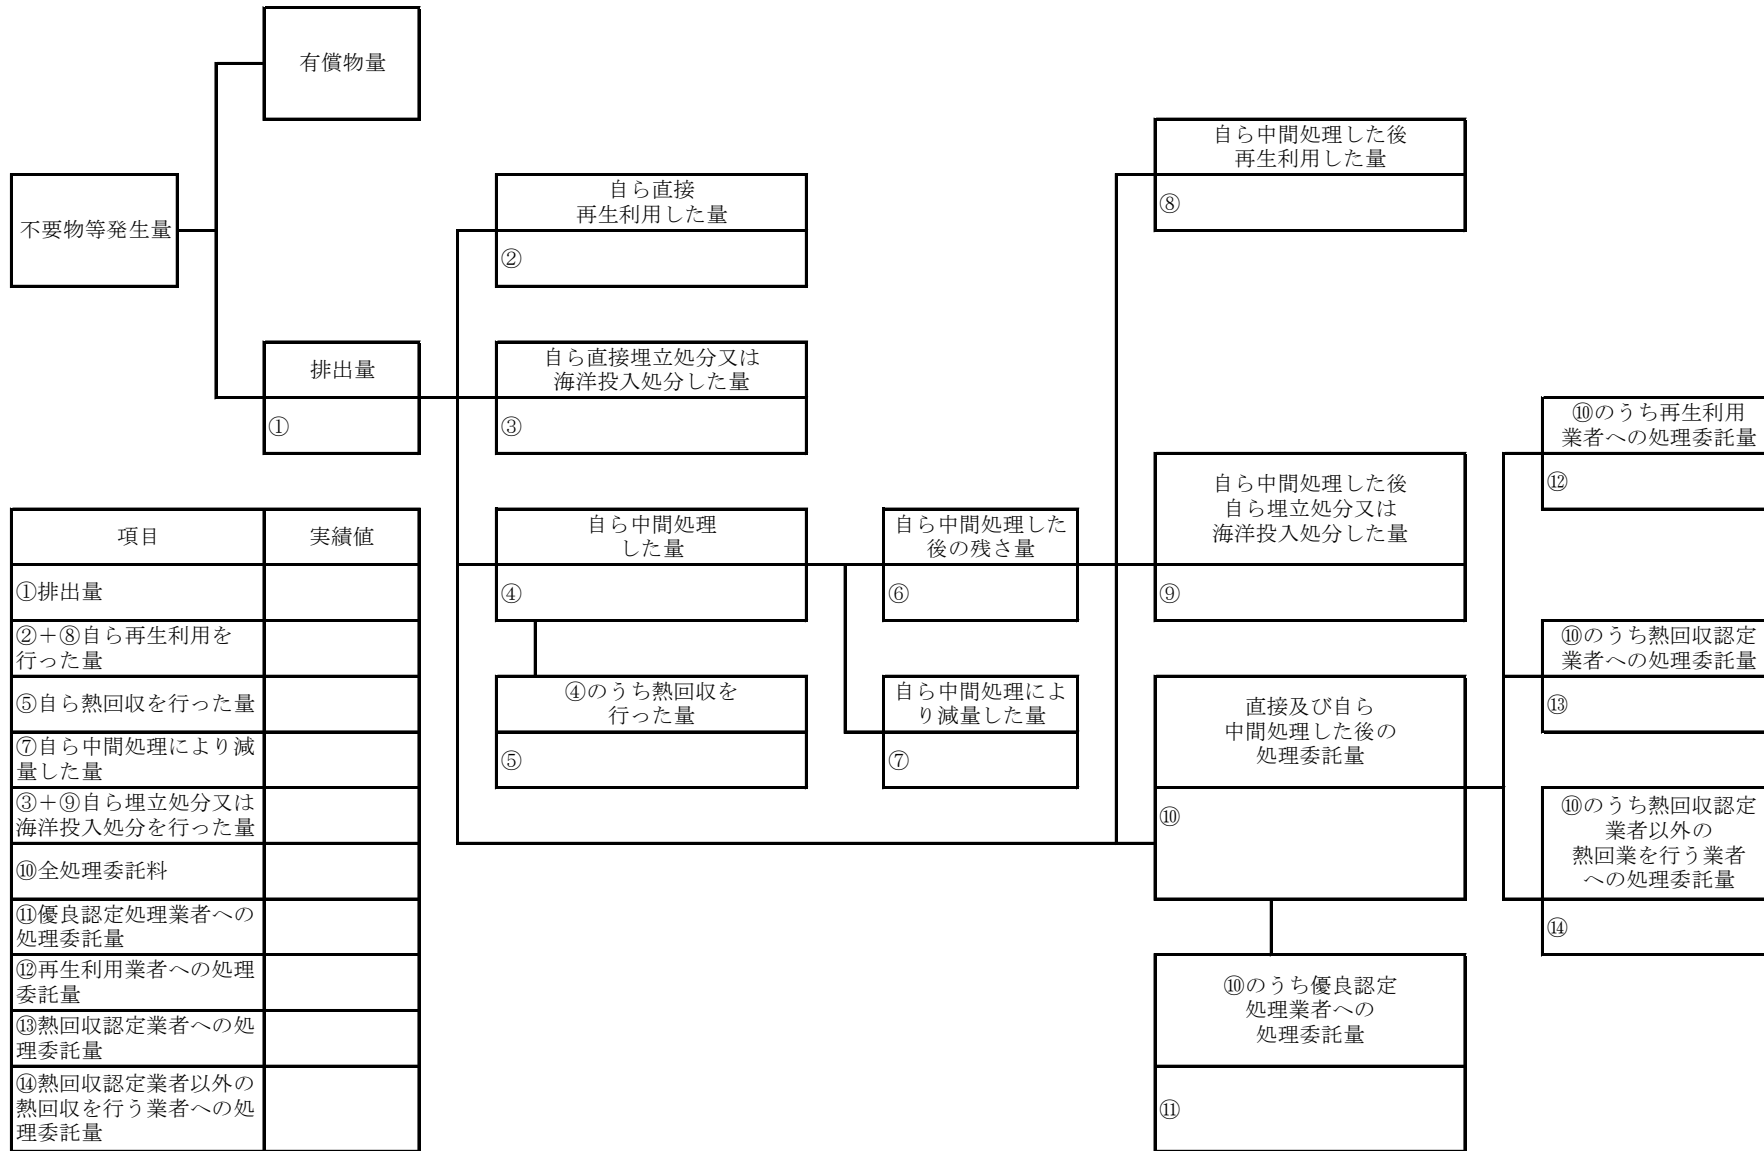 有償物量
不要物等発生量
排出量
①
自ら直接
再生利用した量
②
自ら直接埋立処分又は
海洋投入処分した量
③
自ら中間処理
した量
④
④のうち熱回収を
行った量
⑤
自ら中間処理した
後の残さ量
⑥
自ら中間処理によ
り減量した量
⑦
自ら中間処理した後
再生利用した量
⑧
自ら中間処理した後
自ら埋立処分又は
海洋投入処分した量
⑨
直接及び自ら
中間処理した後の
処理委託量
⑩
⑩のうち優良認定
処理業者への
処理委託量
⑪
⑩のうち再生利用
業者への処理委託量
⑫
⑩のうち熱回収認定
業者への処理委託量
⑬
⑩のうち熱回収認定
業者以外の
熱回業を行う業者
への処理委託量
⑭
項目
実績値
①排出量
②＋⑧自ら再生利用を
行った量
⑤自ら熱回収を行った量
⑦自ら中間処理により減
量した量
③＋⑨自ら埋立処分又は
海洋投入処分を行った量
⑩全処理委託料
⑪優良認定処理業者への
処理委託量
⑫再生利用業者への処理
委託量
⑬熱回収認定業者への処
理委託量
⑭熱回収認定業者以外の
熱回収を行う業者への処
理委託量